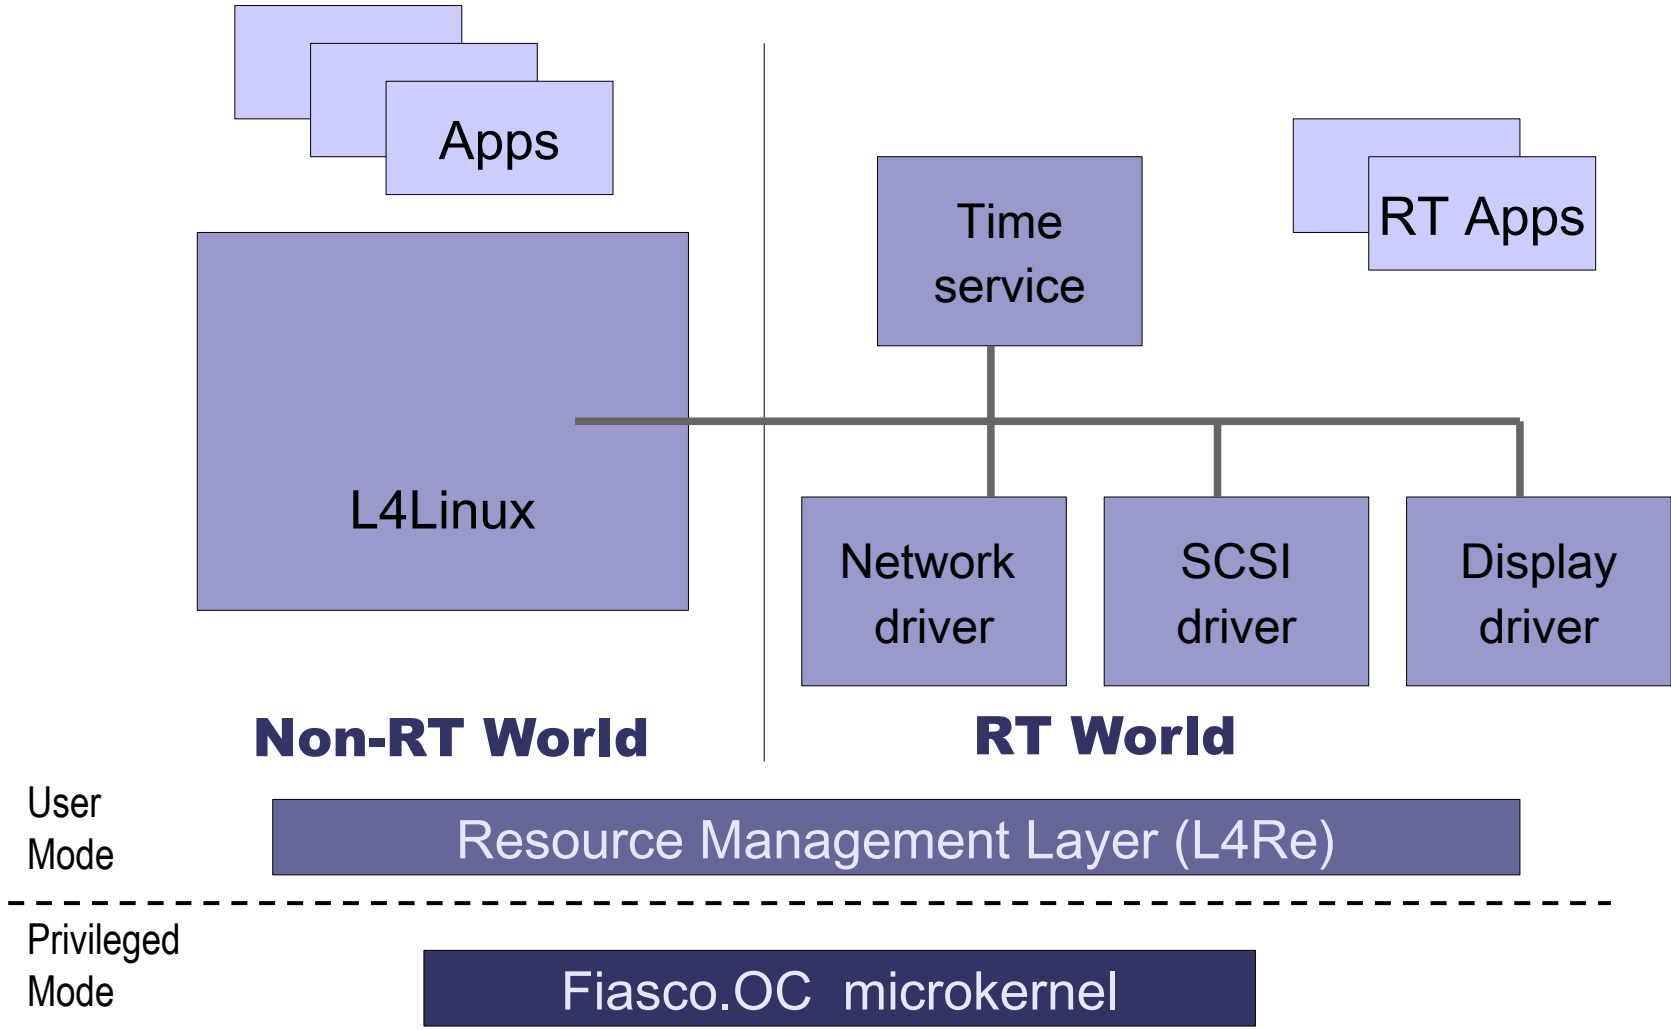 Apps
Time
service
RT Apps
L4Linux
Network
driver
SCSI
driver
Display
driver
Non-RT World
RT World
User
Mode
Resource Management Layer (L4Re)
Privileged
Mode
Fiasco.OC microkernel